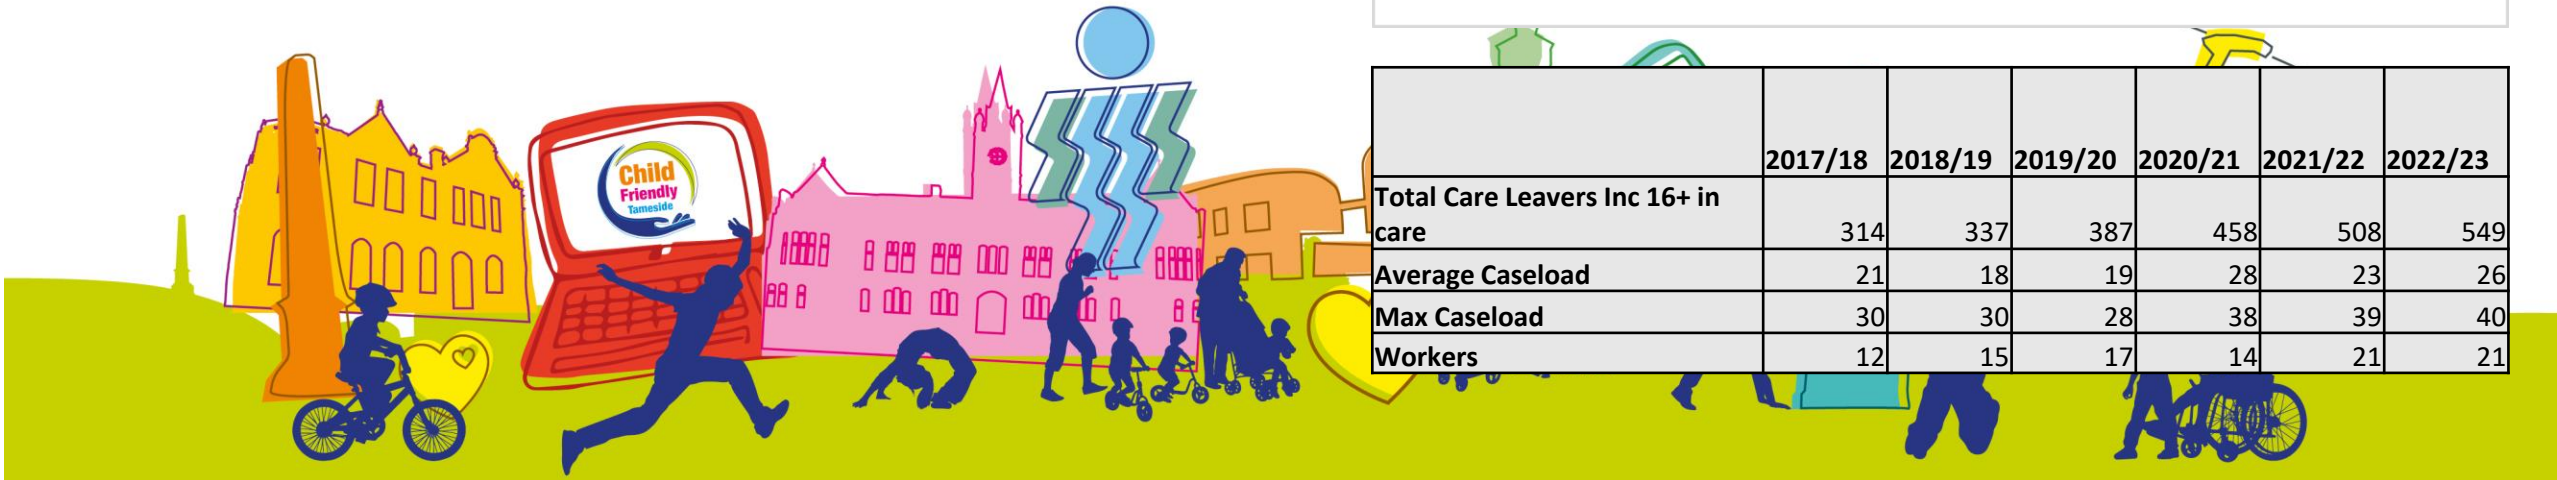 Child
Friendly
Tameside
2017/18 2018/19 2019/20 2020/21 2021/22 2022/23
Total Care Leavers Inc 16+ in
care 314 337 387 458 508 549
Average Caseload 21 18 19 28 23 26
Max Caseload 30 30 28 38 39 40
Workers 12 15 17 14 21 21